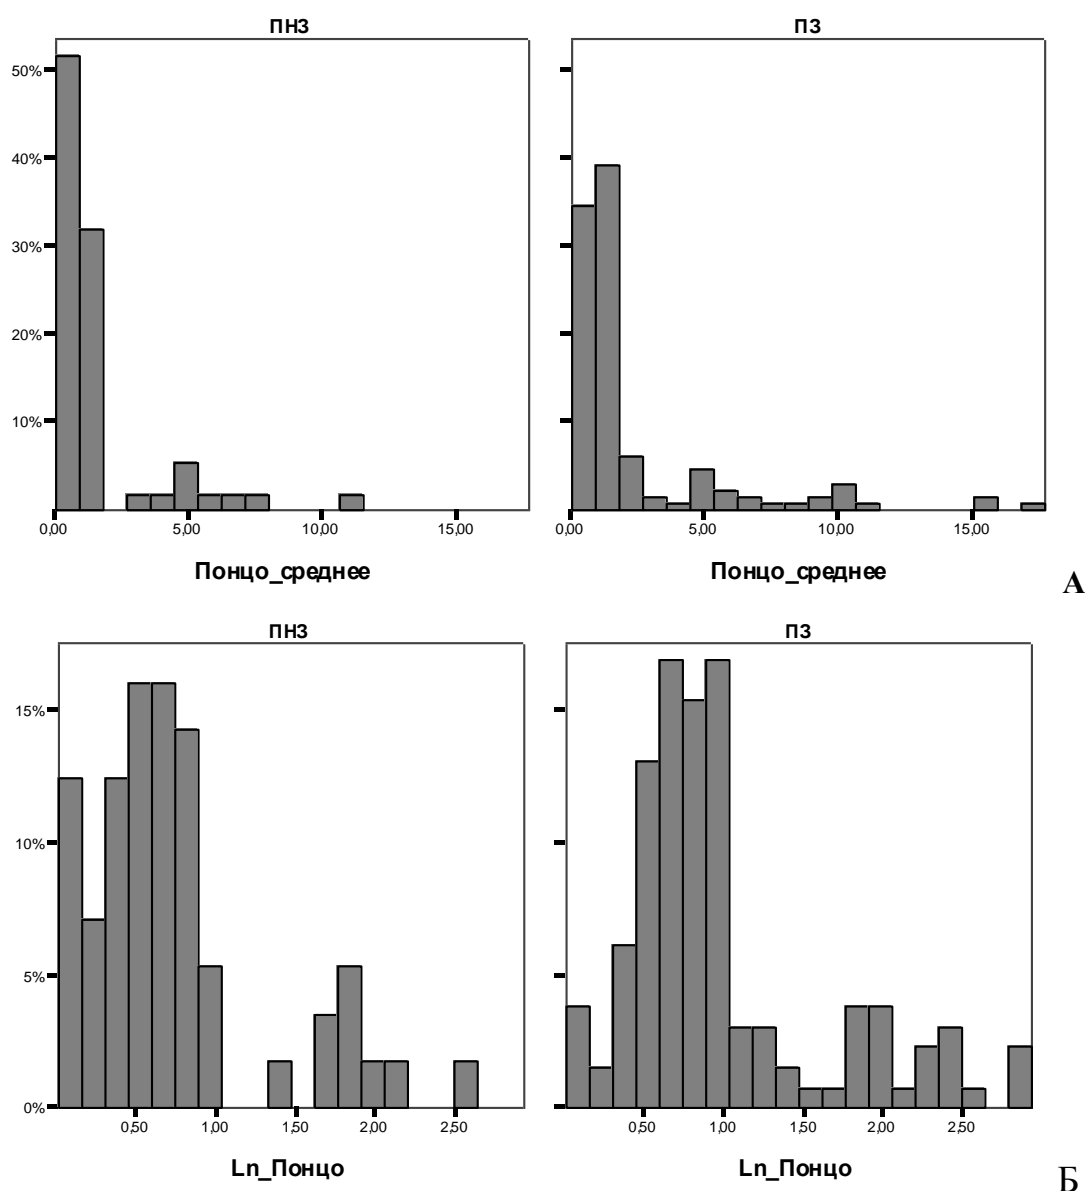 ПНЗ ПЗ
50%
40%
30%
20%
10%
0,00 5,00 10,00 15,00 0,00 5,00 10,00 15,00
Понцо_среднее Понцо_среднее
А
ПНЗ ПЗ
15%
10%
5%
0%
0,50 1,00 1,50 2,00 2,50 0,50 1,00 1,50 2,00 2,50
Ln_Понцо Ln_Понцо
Б